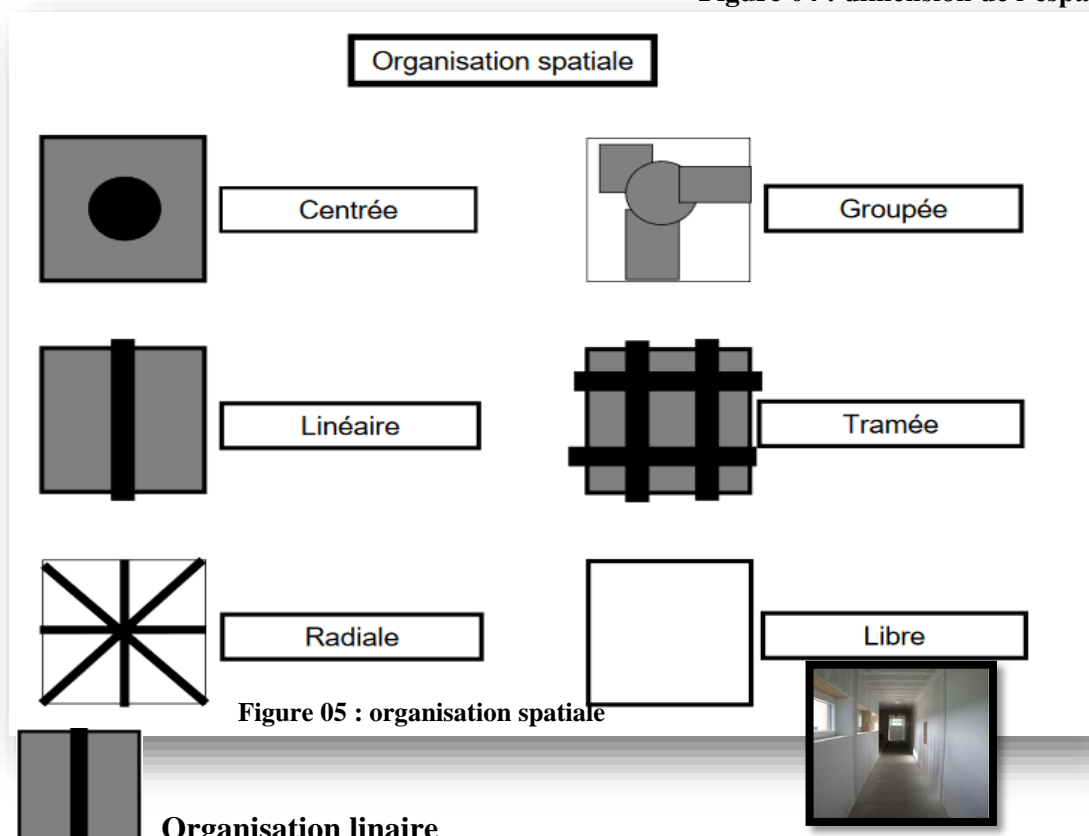 Organisation spatiale
Centrée
Groupée
Linéaire
Tramée
Radiale
Libre
Figure 05 : organisation spatiale
Organisation linaire